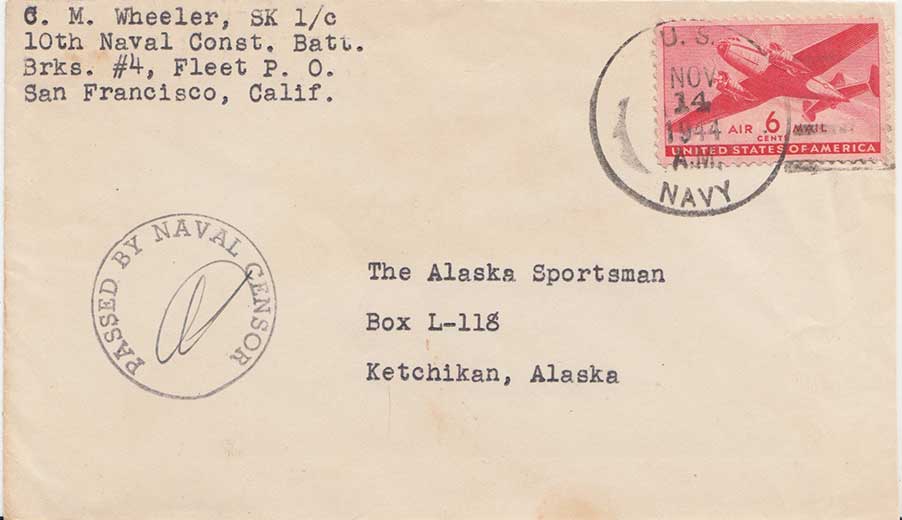 C. M. Wheeler, SK 1/c
10th Naval Const. Batt.
Brks. #4, Fleet P. O.
San Francisco, Calif.
U. S.
NOV
14
1944
A.M.
NAVY
AIR 6 MAIL
CENTS
UNITED STATES OF AMERICA
PASSED BY NAVAL CENSOR
The Alaska Sportsman
Box L-118
Ketchikan, Alaska